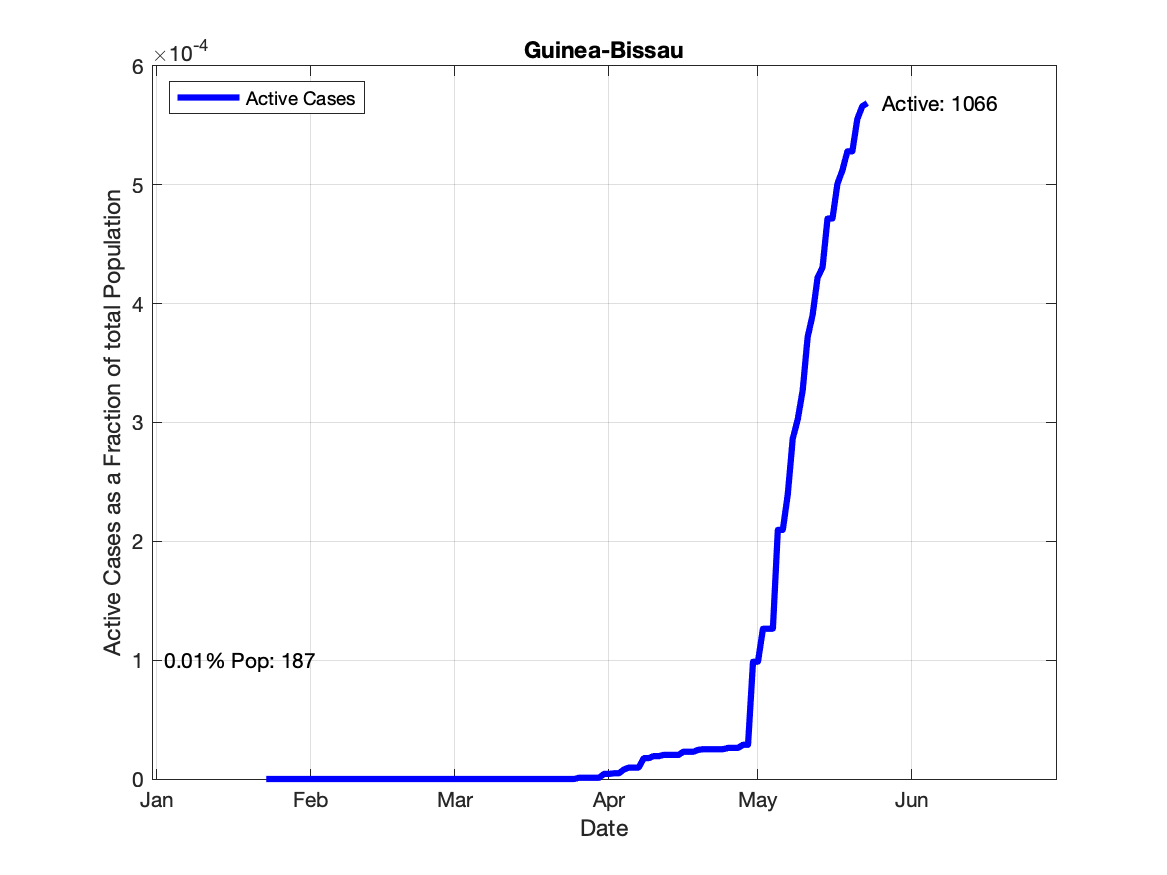 Guinea-Bissau
×10-4
Active Cases
Active: 1066
0.01% Pop: 187
6
5
4
3
2
1
0
Jan Feb Mar Apr May Jun
Date
Active Cases as a Fraction of total Population